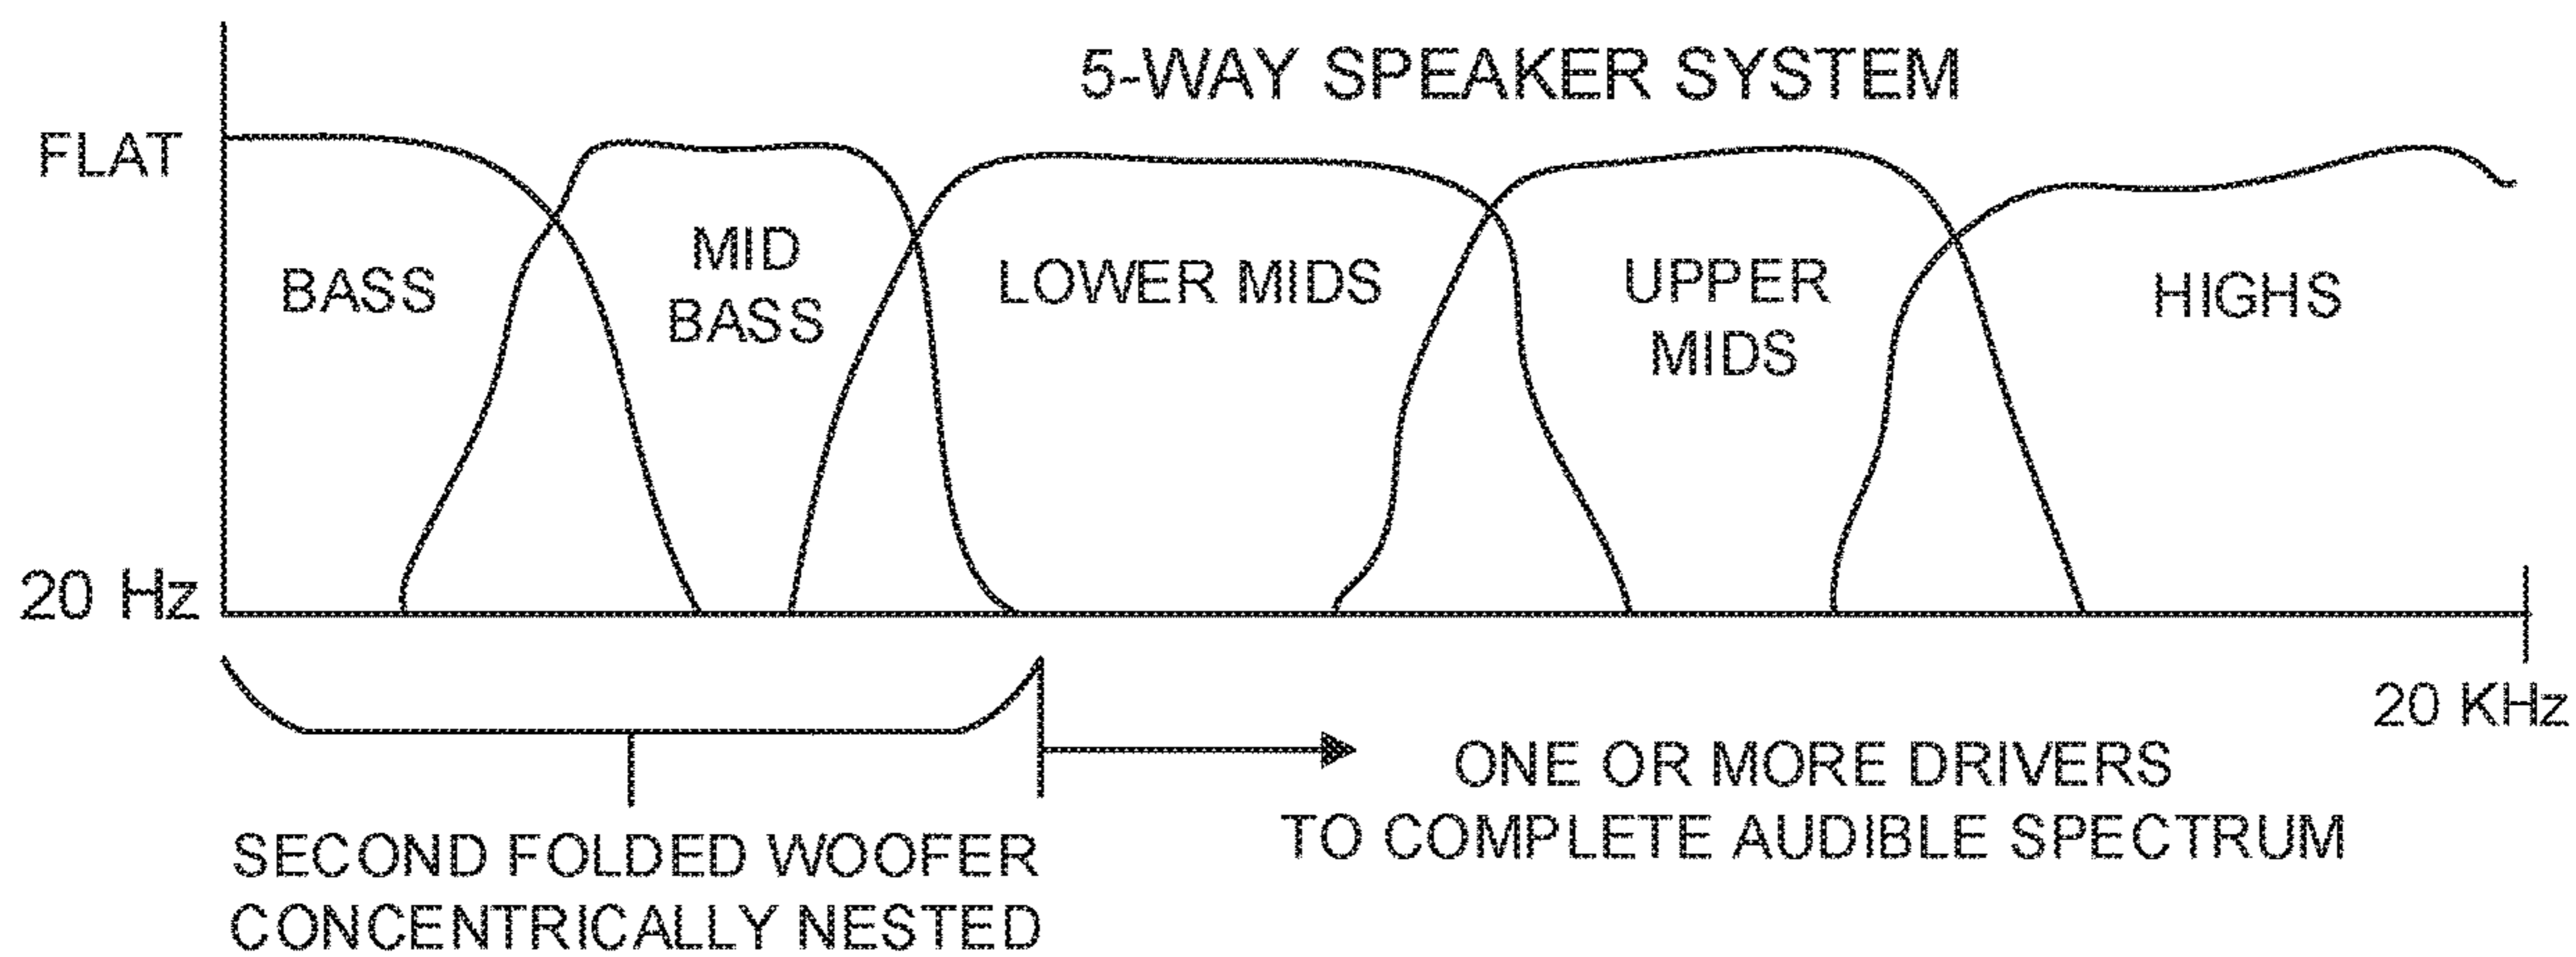 5-WAY SPEAKER SYSTEM
FLAT
BASS
MID
BASS
LOWER MIDS
UPPER
MIDS
HIGHS
20 Hz
20 KHz
SECOND FOLDED WOOFER
CONCENTRICALLY NESTED
ONE OR MORE DRIVERS
TO COMPLETE AUDIBLE SPECTRUM